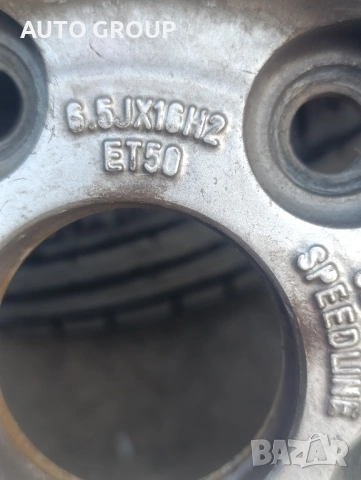 AUTO GROUP
6.5JX16H2
ET50
SPEEDLINE
BAZAR